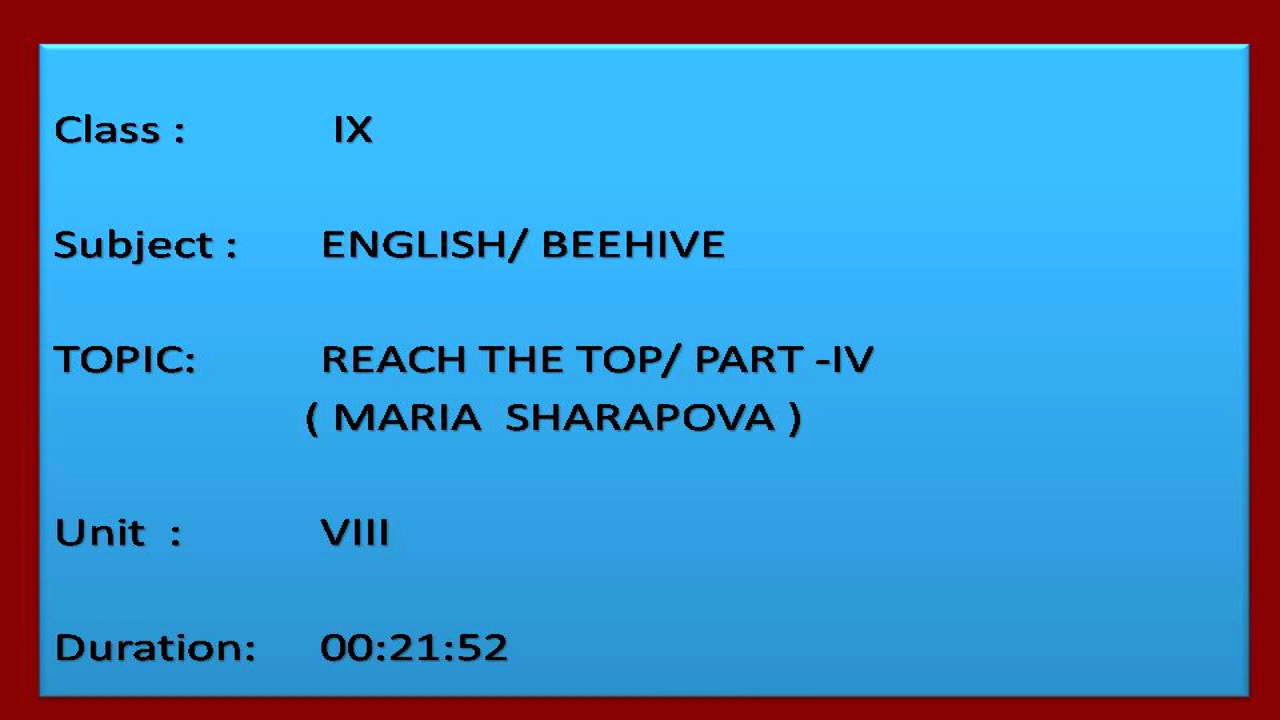 Class : IX
Subject : ENGLISH/ BEEHIVE
TOPIC: REACH THE TOP/ PART -IV
( MARIA SHARAPOVA )
Unit : VIII
Duration: 00:21:52